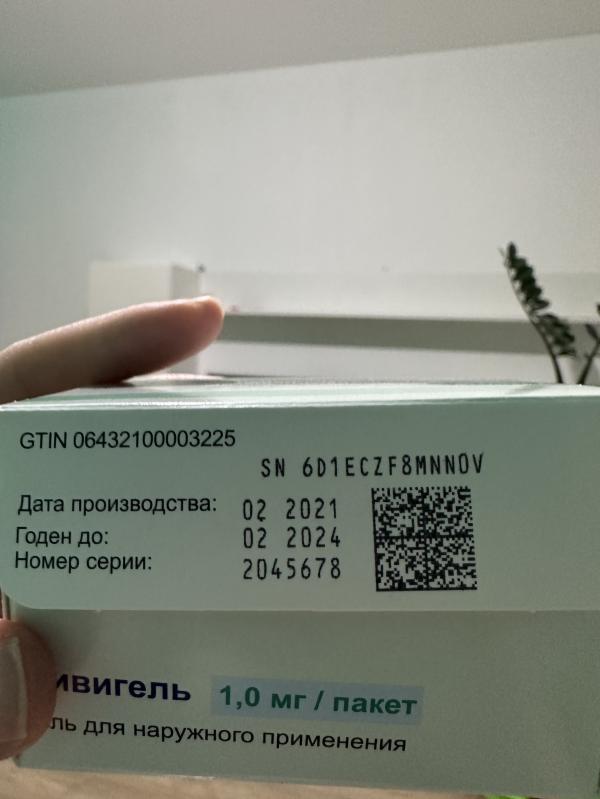 GTIN 06432100003225
SN 6D1ECZF8MNNOV
Дата производства: 02 2021
Годен до: 02 2024
Номер серии: 2045678
ивигель 1,0 мг / пакет
ль для наружного применения